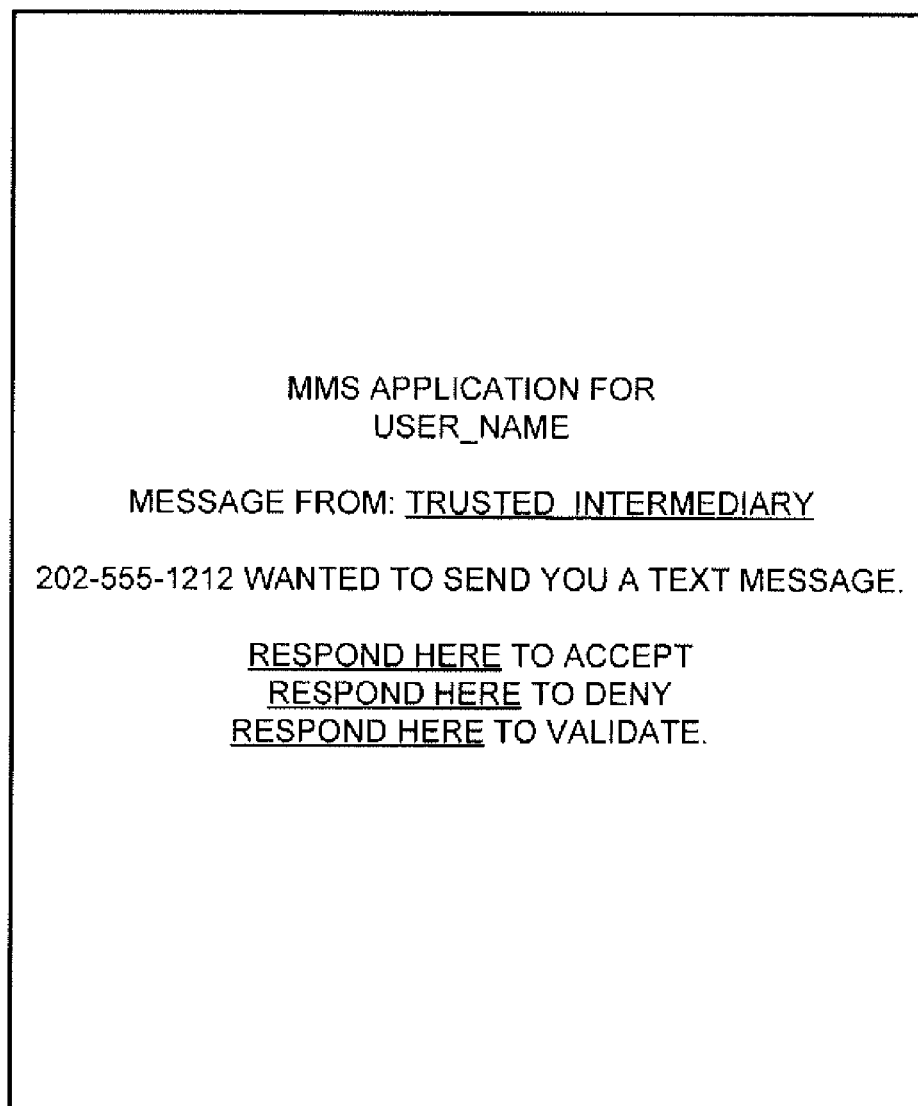 MMS APPLICATION FOR
USER_NAME
MESSAGE FROM: TRUSTED_INTERMEDIARY
202-555-1212 WANTED TO SEND YOU A TEXT MESSAGE.
RESPOND HERE TO ACCEPT
RESPOND HERE TO DENY
RESPOND HERE TO VALIDATE.